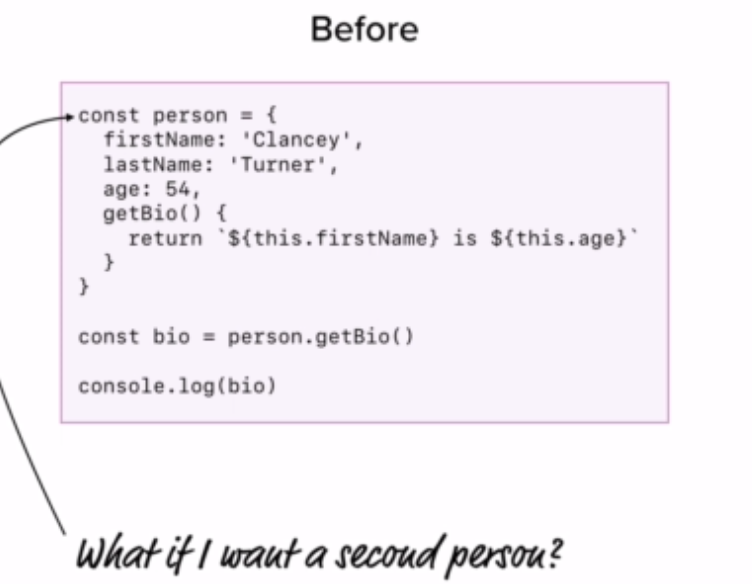 Before
const person = {
  firstName: 'Clancey',
  lastName: 'Turner',
  age: 54,
  getBio() {
    return `${this.firstName} is ${this.age}`
  }
}
const bio = person.getBio()
console.log(bio)
What if I want a second person?